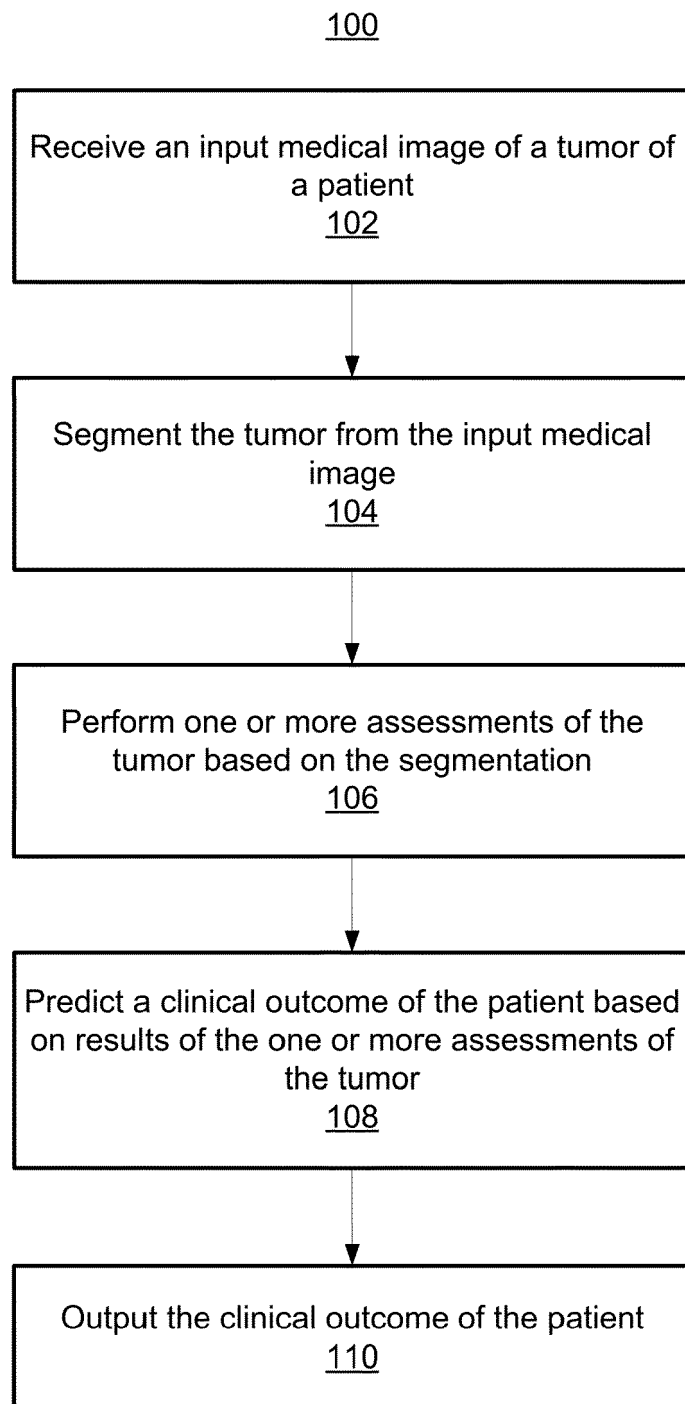 100
Receive an input medical image of a tumor of
a patient
102
Segment the tumor from the input medical
image
104
Perform one or more assessments of the
tumor based on the segmentation
106
Predict a clinical outcome of the patient based
on results of the one or more assessments of
the tumor
108
Output the clinical outcome of the patient
110